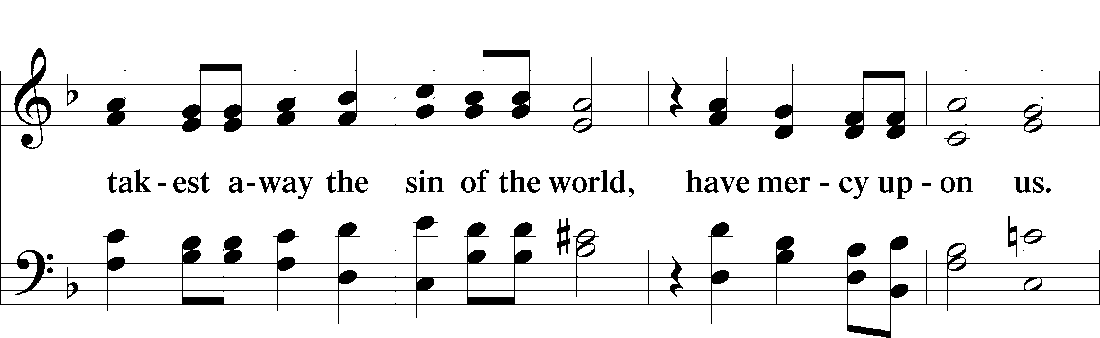 tak - est a - way the sin of the world, have mer - cy up - on us.